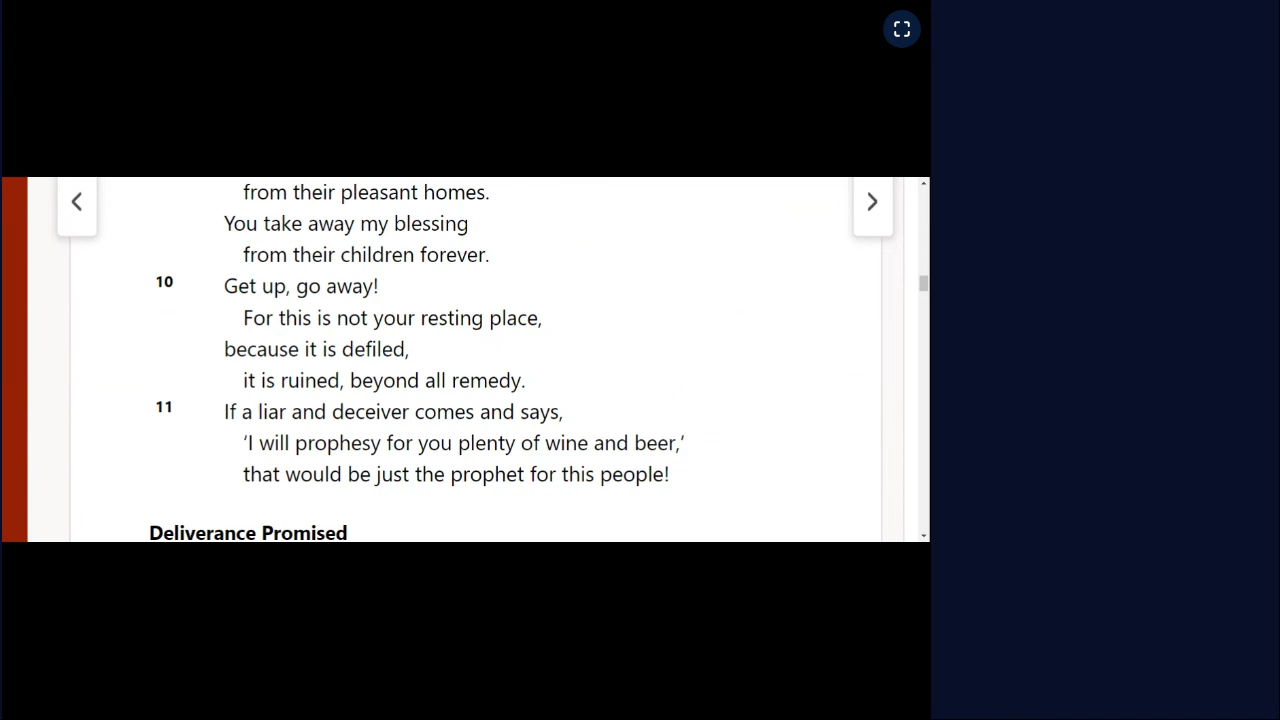 from their pleasant homes.
You take away my blessing
from their children forever.
10 Get up, go away!
For this is not your resting place,
because it is defiled,
it is ruined, beyond all remedy.
11 If a liar and deceiver comes and says,
‘I will prophesy for you plenty of wine and beer,’
that would be just the prophet for this people!
Deliverance Promised